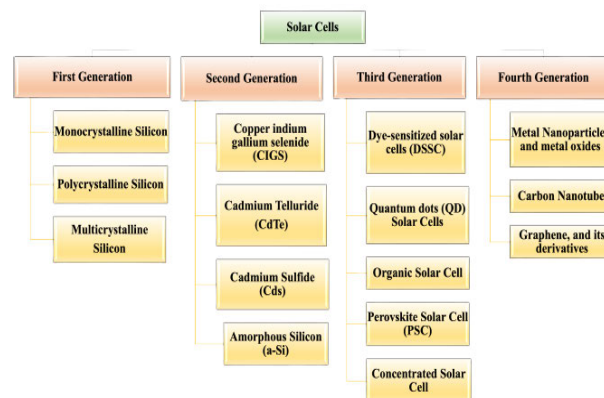 Solar Cells
First Generation
Monocrystalline Silicon
Polycrystalline Silicon
Multicrystalline
Silicon
Second Generation
Copper indium
gallium selenide
(CIGS)
Cadmium Telluride
(CdTe)
Cadmium Sulfide
(Cds)
Amorphous Silicon
(a-Si)
Third Generation
Dye-sensitized solar
cells (DSSC)
Quantum dots (QD)
Solar Cells
Organic Solar Cell
Perovskite Solar Cell
(PSC)
Concentrated Solar
Cell
Fourth Generation
Metal Nanoparticle
and metal oxides
Carbon Nanotube
Graphene, and its
derivatives